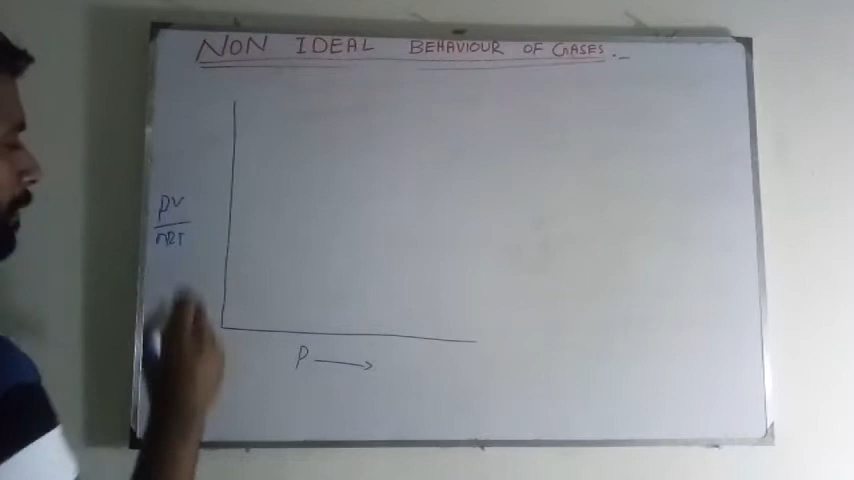 NON IDEAL BEHAVIOUR OF GASES.-
PV
nRT
P →